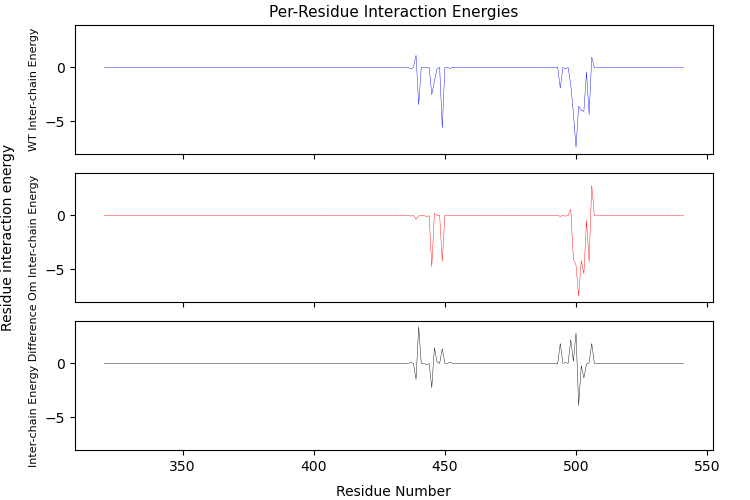 Per-Residue Interaction Energies
Residue interaction energy
WT Inter-chain Energy
0
−5
Om Inter-chain Energy
0
−5
Inter-chain Energy Difference
0
−5
350
400
450
500
550
Residue Number